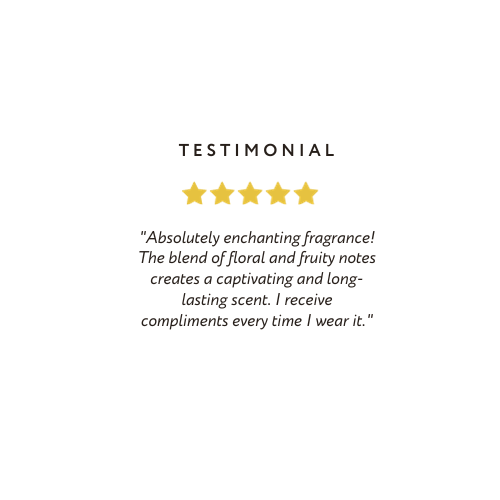 TESTIMONIAL
"Absolutely enchanting fragrance!
The blend of floral and fruity notes
creates a captivating and long-
lasting scent. I receive
compliments every time I wear it."